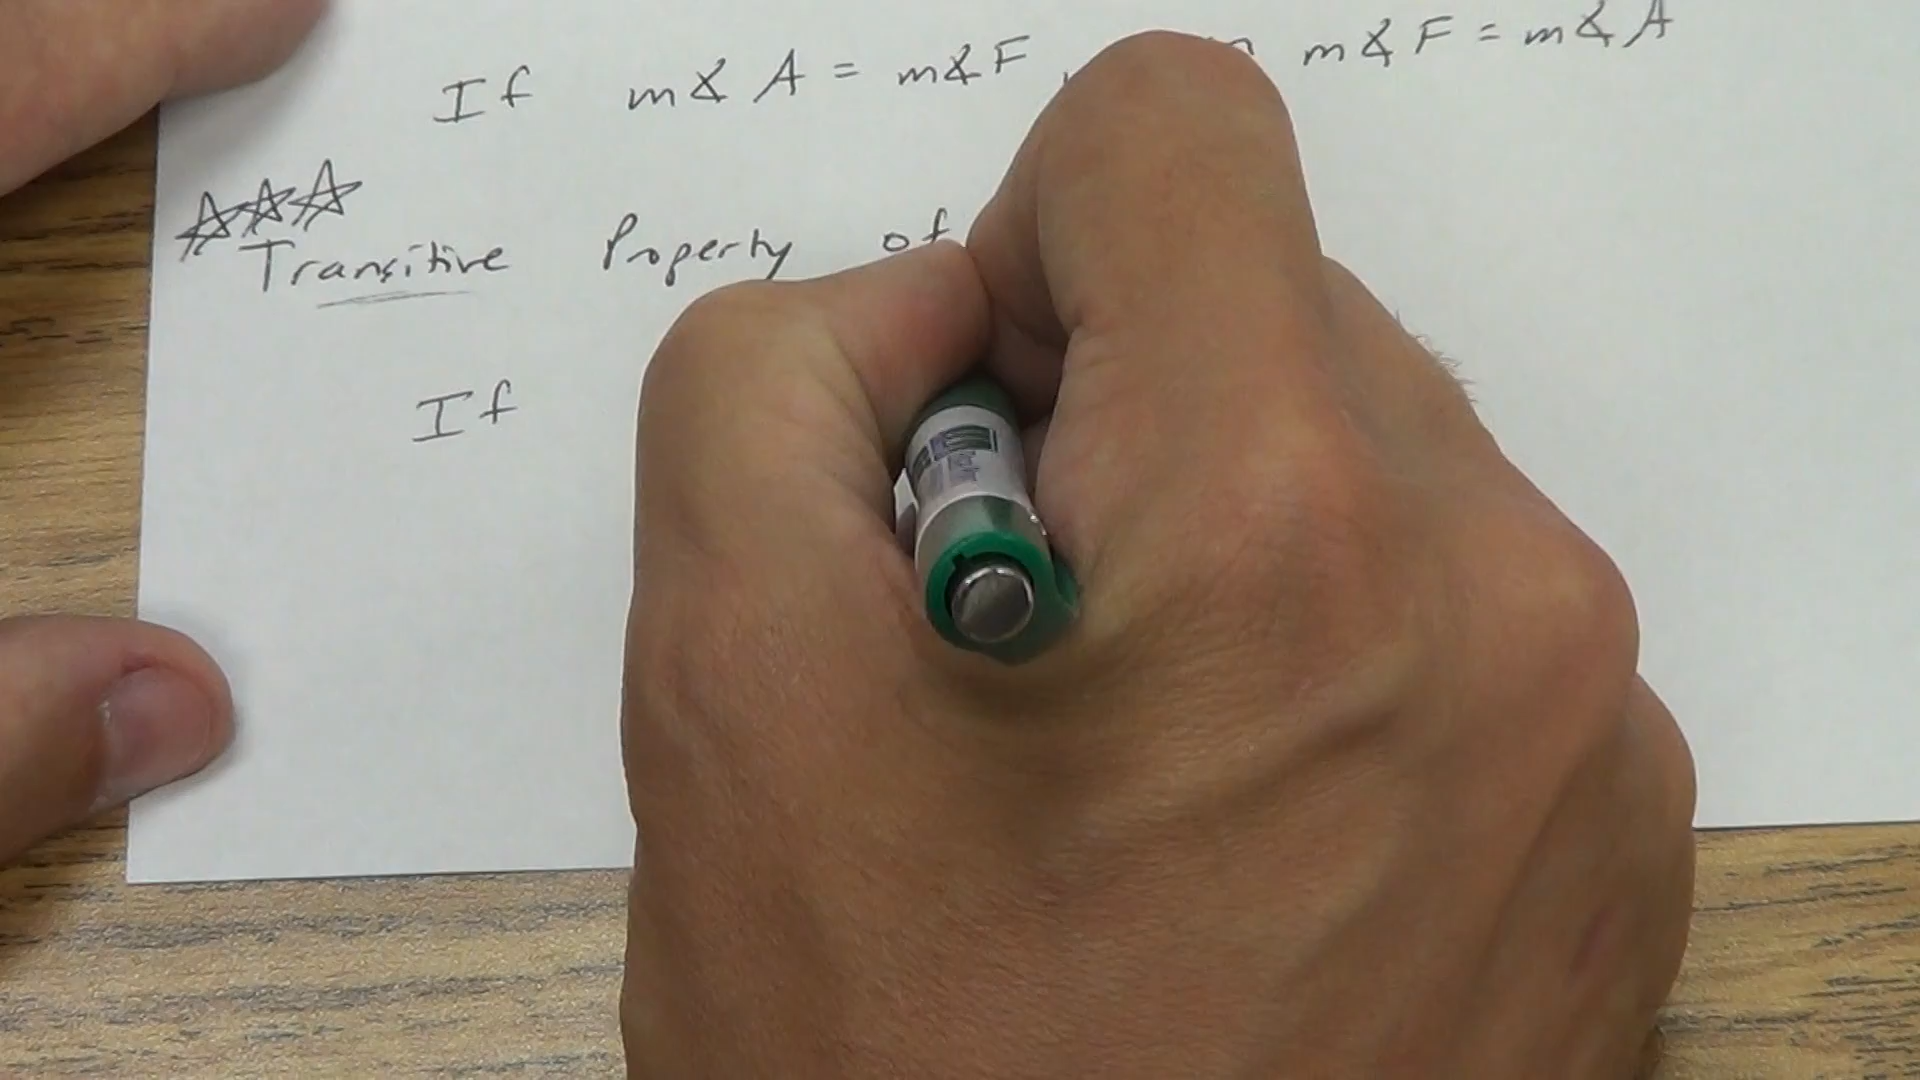 If m∡A = m∡F, m∡F = m∡A
Transitive Property of
If